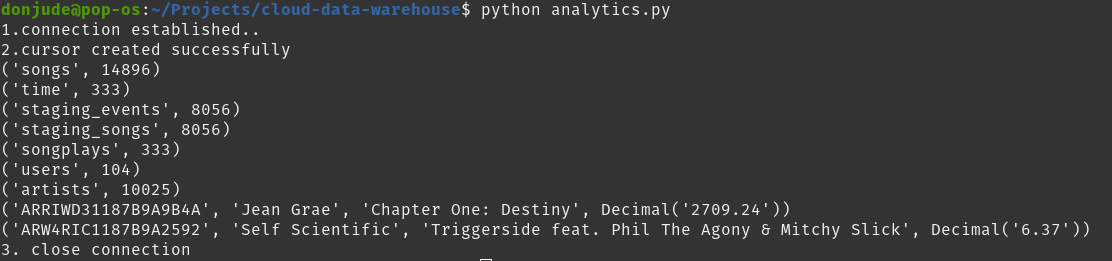 donjude@pop-os:~/Projects/cloud-data-warehouse$ python analytics.py
1.connection established..
2.cursor created successfully
('songs', 14896)
('time', 333)
('staging_events', 8056)
('staging_songs', 8056)
('songplays', 333)
('users', 104)
('artists', 10025)
('ARRIWD31187B9A9B4A', 'Jean Grae', 'Chapter One: Destiny', Decimal('2709.24'))
('ARW4RIC1187B9A2592', 'Self Scientific', 'Triggerside feat. Phil The Agony & Mitchy Slick', Decimal('6.37'))
3. close connection